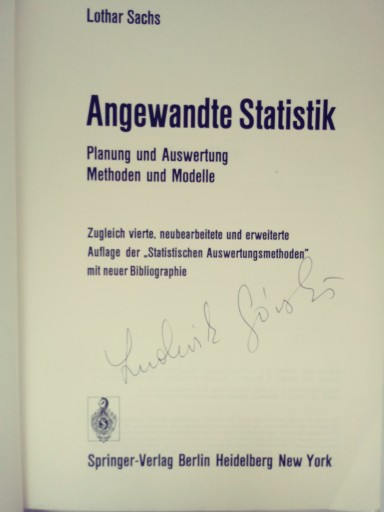 Lothar Sachs
Angewandte Statistik
Planung und Auswertung
Methoden und Modelle
Zugleich vierte, neubearbeitete und erweiterte
Auflage der „Statistischen Auswertungsmethoden"
mit neuer Bibliographie
Ludwik
Springer-Verlag Berlin Heidelberg New York